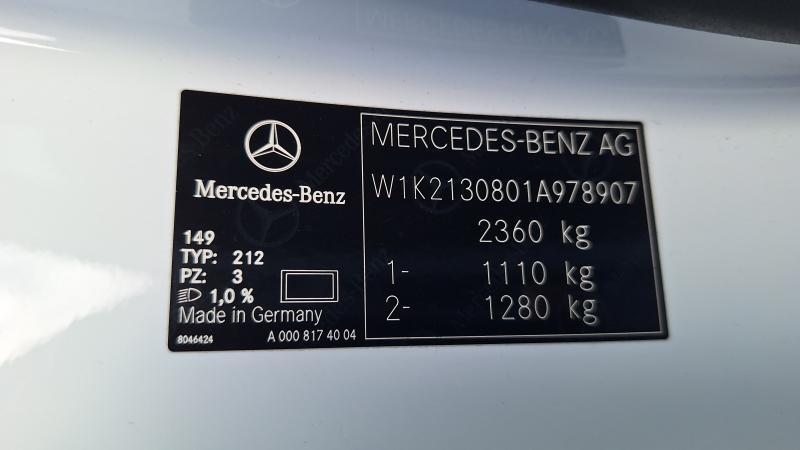 Mercedes-Benz
149
TYP: 212
PZ: 3
1,0 %
Made in Germany
8046424
A 000 817 40 04
MERCEDES-BENZ AG
W1K2130801A978907
2360 kg
1- 1110 kg
2- 1280 kg